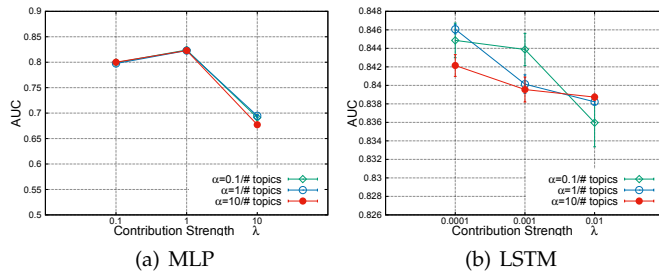 0.9
0.85
0.8
0.75
0.7
0.65
0.6
0.55
0.5
AUC
0.1
1
10
Contribution Strength λ
α=0.1/# topics
α=1/# topics
α=10/# topics
(a) MLP
0.848
0.846
0.844
0.842
0.84
0.838
0.836
0.834
0.832
0.83
0.828
0.826
AUC
0.0001
0.001
0.01
Contribution Strength λ
α=0.1/# topics
α=1/# topics
α=10/# topics
(b) LSTM